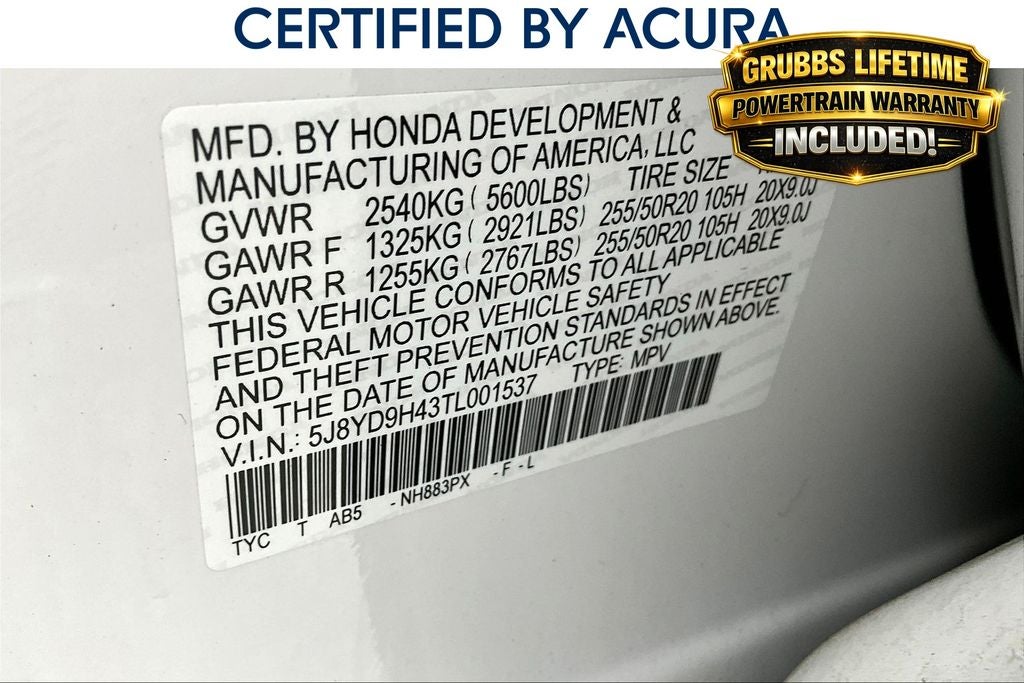 CERTIFIED BY ACURA
GRUBBS LIFETIME
POWERTRAIN WARRANTY
INCLUDED!
MFD. BY HONDA DEVELOPMENT &
MANUFACTURING OF AMERICA, LLC
GVWR 2540KG ( 5600LBS) TIRE SIZE
GAWR F 1325KG ( 2921LBS) 255/50R20 105H 20X9.0J
GAWR R 1255KG ( 2767LBS) 255/50R20 105H 20X9.0J
THIS VEHICLE CONFORMS TO ALL APPLICABLE
FEDERAL MOTOR VEHICLE SAFETY
AND THEFT PREVENTION STANDARDS IN EFFECT
ON THE DATE OF MANUFACTURE SHOWN ABOVE.
V.I.N.: 5J8YD9H43TL001537 TYPE: MPV
TYC T AB5 -NH883PX -F-L